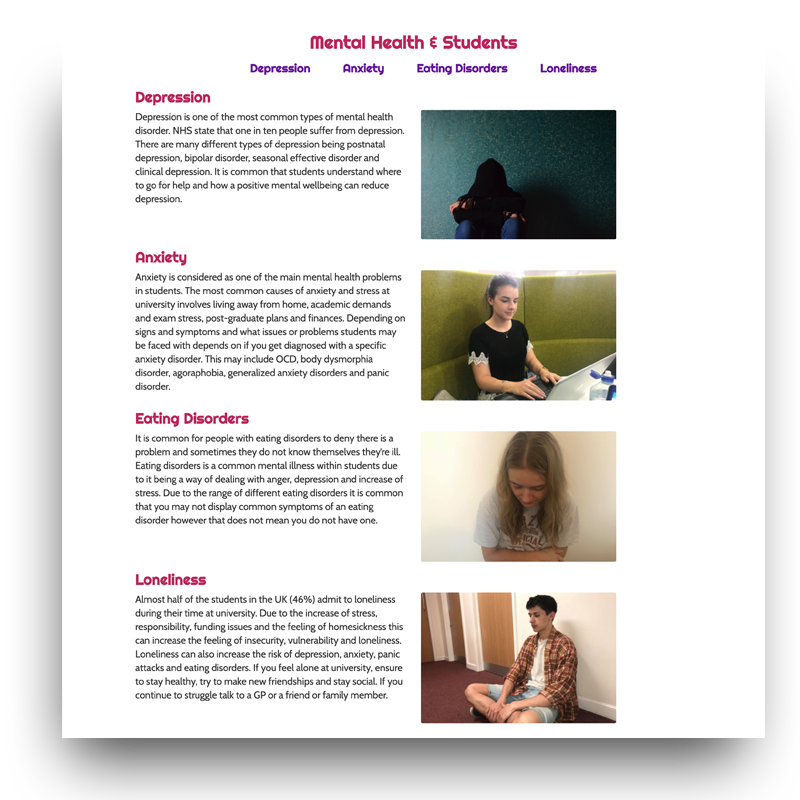 Mental Health & Students
Depression Anxiety Eating Disorders Loneliness
Depression
Depression is one of the most common types of mental health
disorder. NHS state that one in ten people suffer from depression.
There are many different types of depression being postnatal
depression, bipolar disorder, seasonal effective disorder and
clinical depression. It is common that students understand where
to go for help and how a positive mental wellbeing can reduce
depression.
Anxiety
Anxiety is considered as one of the main mental health problems
in students. The most common causes of anxiety and stress at
university involves living away from home, academic demands
and exam stress, post-graduate plans and finances. Depending on
signs and symptoms and what issues or problems students may
be faced with depends on if you get diagnosed with a specific
anxiety disorder. This may include OCD, body dysmorphia
disorder, agoraphobia, generalized anxiety disorders and panic
disorder.
Eating Disorders
It is common for people with eating disorders to deny there is a
problem and sometimes they do not know themselves they're ill.
Eating disorders is a common mental illness within students due
to it being a way of dealing with anger, depression and increase of
stress. Due to the range of different eating disorders it is common
that you may not display common symptoms of an eating
disorder however that does not mean you do not have one.
Loneliness
Almost half of the students in the UK (46%) admit to loneliness
during their time at university. Due to the increase of stress,
responsibility, funding issues and the feeling of homesickness this
can increase the feeling of insecurity, vulnerability and loneliness.
Loneliness can also increase the risk of depression, anxiety, panic
attacks and eating disorders. If you feel alone at university, ensure
to stay healthy, try to make new friendships and stay social. If you
continue to struggle talk to a GP or a friend or family member.